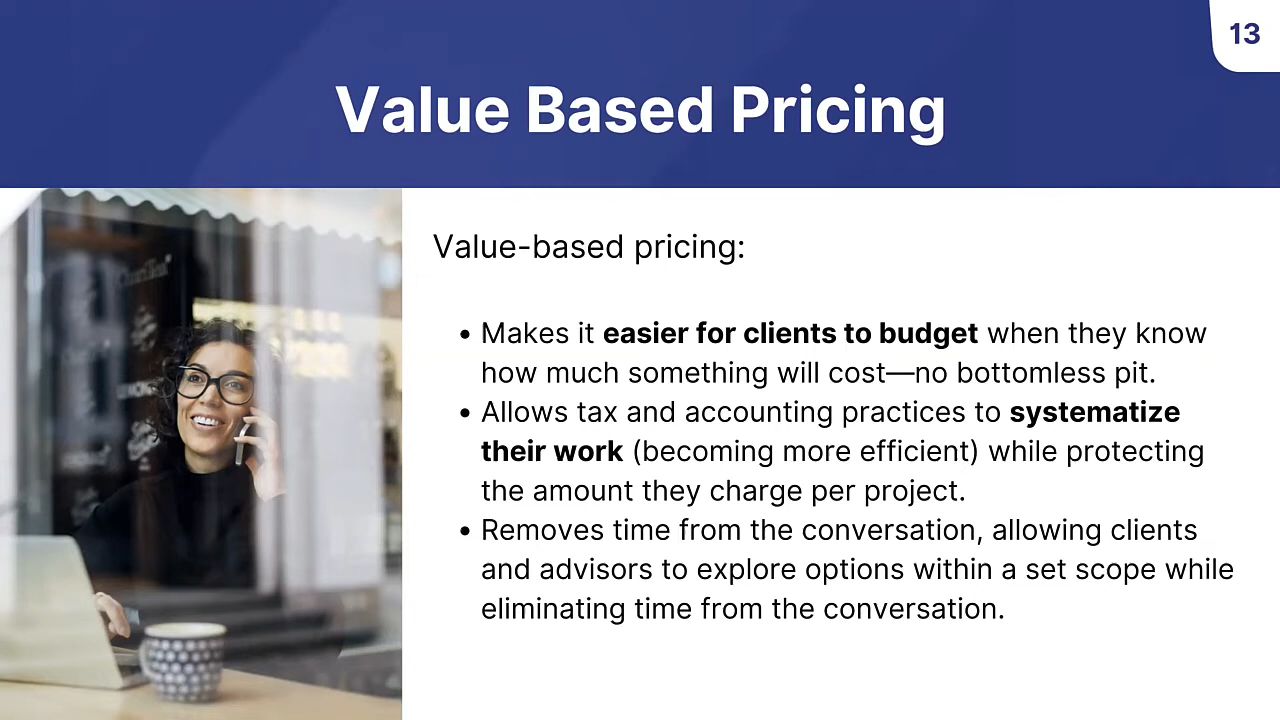 13
Value Based Pricing
Value-based pricing:
• Makes it easier for clients to budget when they know
how much something will cost—no bottomless pit.
• Allows tax and accounting practices to systematize
their work (becoming more efficient) while protecting
the amount they charge per project.
• Removes time from the conversation, allowing clients
and advisors to explore options within a set scope while
eliminating time from the conversation.